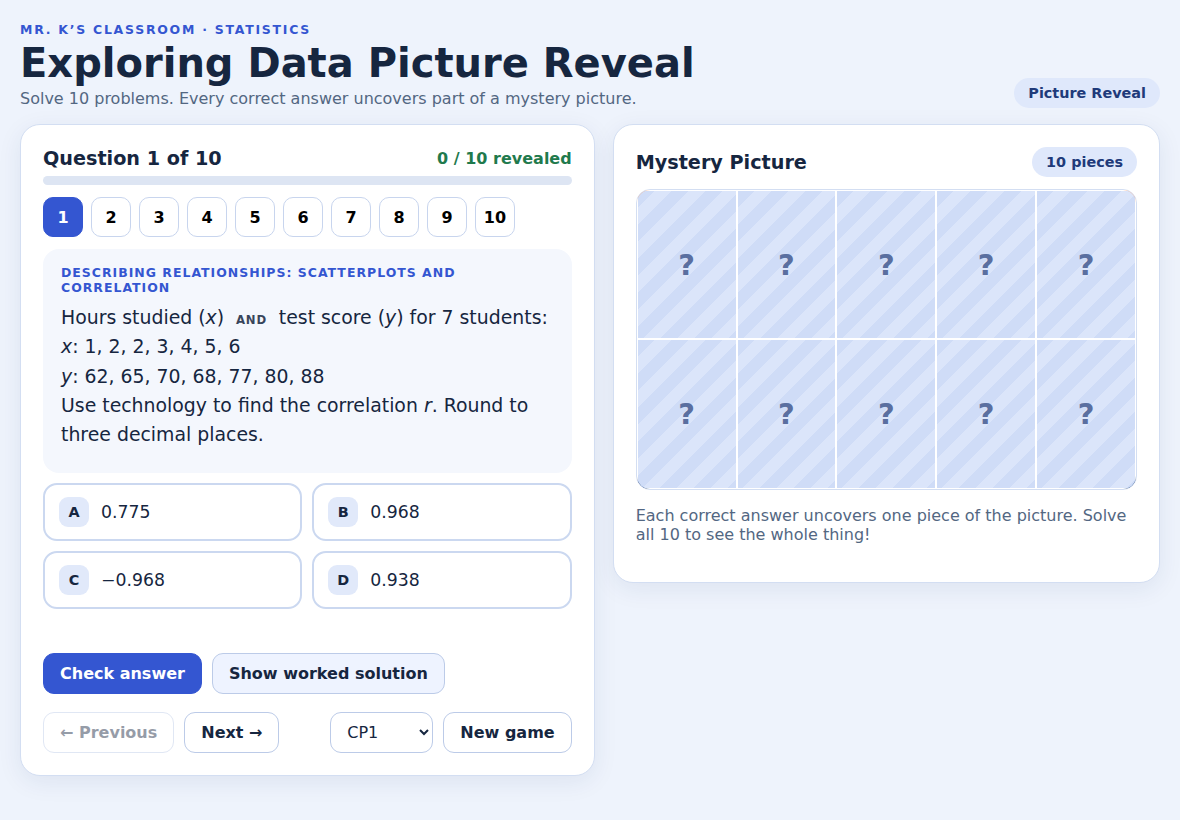 MR. K’S CLASSROOM · STATISTICS
Exploring Data Picture Reveal
Solve 10 problems. Every correct answer uncovers part of a mystery picture.
Picture Reveal
Question 1 of 10
0 / 10 revealed
1 2 3 4 5 6 7 8 9 10
DESCRIBING RELATIONSHIPS: SCATTERPLOTS AND
CORRELATION
Hours studied (x) AND test score (y) for 7 students:
x: 1, 2, 2, 3, 4, 5, 6
y: 62, 65, 70, 68, 77, 80, 88
Use technology to find the correlation r. Round to
three decimal places.
A 0.775
B 0.968
C −0.968
D 0.938
Check answer
Show worked solution
← Previous
Next →
CP1
New game
Mystery Picture
10 pieces
? ? ? ? ?
? ? ? ? ?
Each correct answer uncovers one piece of the picture. Solve
all 10 to see the whole thing!